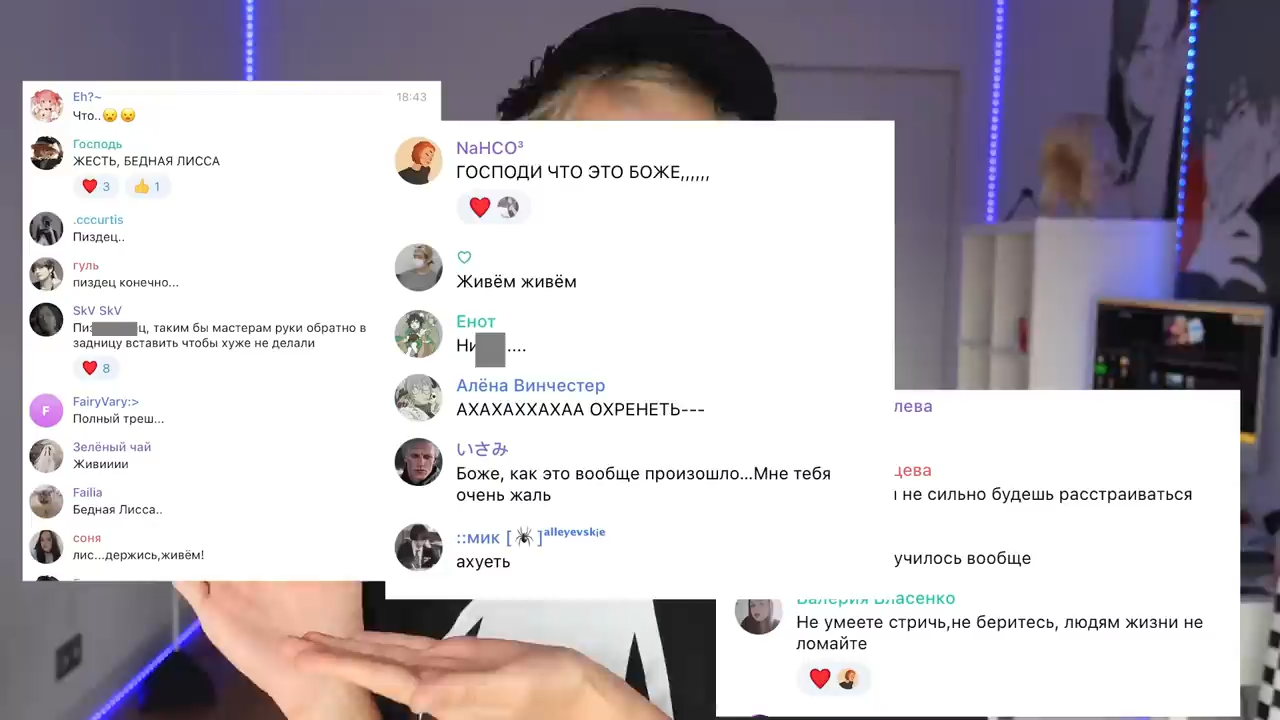 Eh?~
18:43
Что..😮😮
Господь
ЖЕСТЬ, БЕДНАЯ ЛИССА
3
1
.cccurtis
Пиздец..
гуль
пиздец конечно...
SkV SkV
таким бы мастерам руки обратно в
задницу вставить чтобы хуже не делали
8
F
FairyVary:>
Полный треш...
Зелёный чай
Живииии
Failia
Бедная Лисса..
соня
лис...держись,живём!
NaHCO³
ГОСПОДИ ЧТО ЭТО БОЖЕ,,,,,,
♡
Живём живём
Енот
Ни ....
Алёна Винчестер
АХАХАХХАХАА ОХРЕНЕТЬ---
いさみ
Боже, как это вообще произошло...Мне тебя
очень жаль
::мик [🕷]ᵃˡˡᵉʸᵉᵛˢᵏⁱᵉ
ахуеть
не сильно будешь расстраиваться
вообще
Валерия Власенко
Не умеете стричь,не беритесь, людям жизни не
ломайте